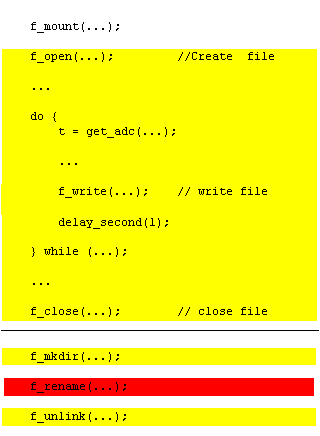 f_mount(...);
f_open(...);        //Create  file
...
do {
    t = get_adc(...);
    ...
    f_write(...);    // write file
    delay_second(1);
} while (...);
...
f_close(...);        // close file
f_mkdir(...);
f_rename(...);
f_unlink(...);